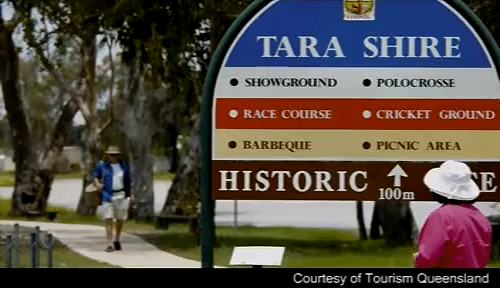 TARA SHIRE
SHOWGROUND POLOCROSSE
RACE COURSE CRICKET GROUND
BARBEQUE PICNIC AREA
HISTORIC
100m
Courtesy of Tourism Queensland